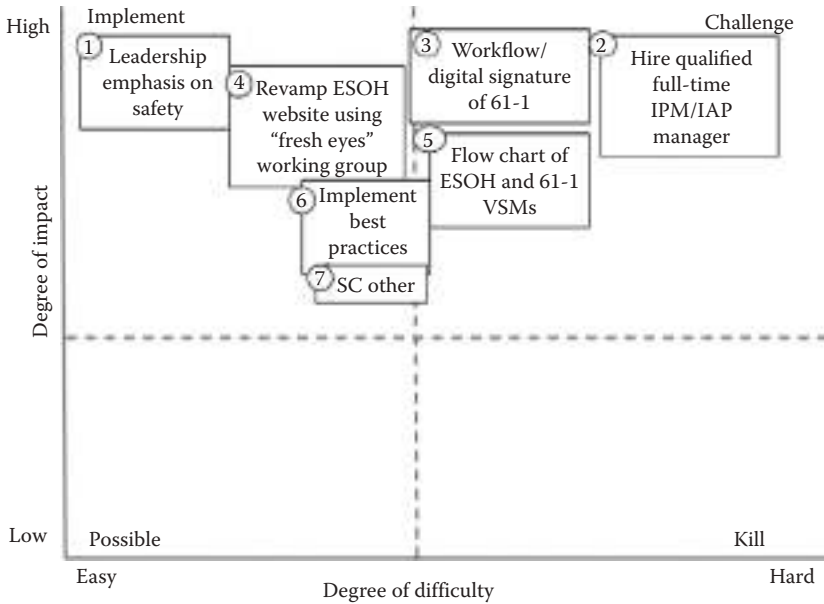 High
Implement
Challenge
1
Leadership
emphasis on
safety
4
Revamp ESOH
website using
“fresh eyes”
working group
3
Workflow/
digital signature
of 61-1
2
Hire qualified
full-time
IPM/IAP
manager
5
Flow chart of
ESOH and 61-1
VSMs
6
Implement
best
practices
7
SC other
Degree of impact
Low
Possible
Kill
Easy
Degree of difficulty
Hard